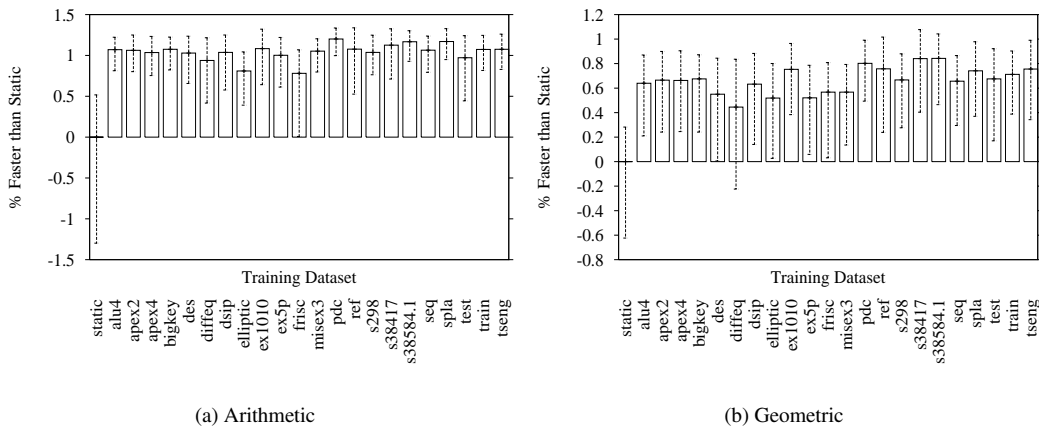 % Faster than Static
1.5
1
0.5
0
-0.5
-1
-1.5
Training Dataset
static
alu4
apex2
apex4
bigkey
des
diffeq
dsip
elliptic
ex1010
ex5p
frisc
misex3
pdc
ref
s298
s38417
s38584.1
seq
spla
test
train
tseng
(a) Arithmetic
% Faster than Static
1.2
1
0.8
0.6
0.4
0.2
0
-0.2
-0.4
-0.6
-0.8
Training Dataset
static
alu4
apex2
apex4
bigkey
des
diffeq
dsip
elliptic
ex1010
ex5p
frisc
misex3
pdc
ref
s298
s38417
s38584.1
seq
spla
test
train
tseng
(b) Geometric